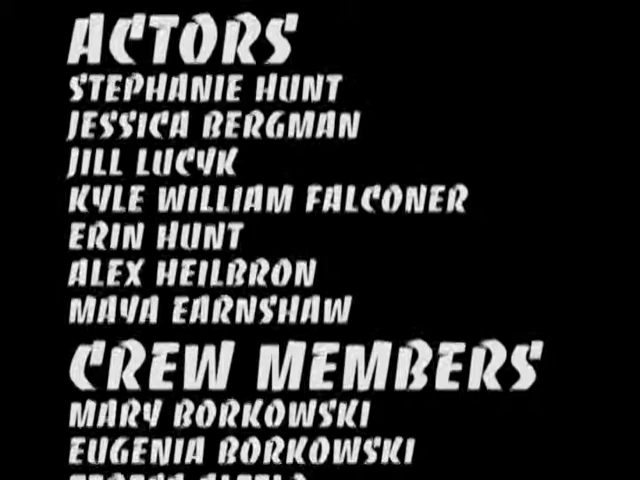 ACTORS
STEPHANIE HUNT
JESSICA BERGMAN
JILL LUCYK
KYLE WILLIAM FALCONER
ERIN HUNT
ALEX HEILBRON
MAYA EARNSHAW
CREW MEMBERS
MARY BORKOWSKI
EUGENIA BORKOWSKI